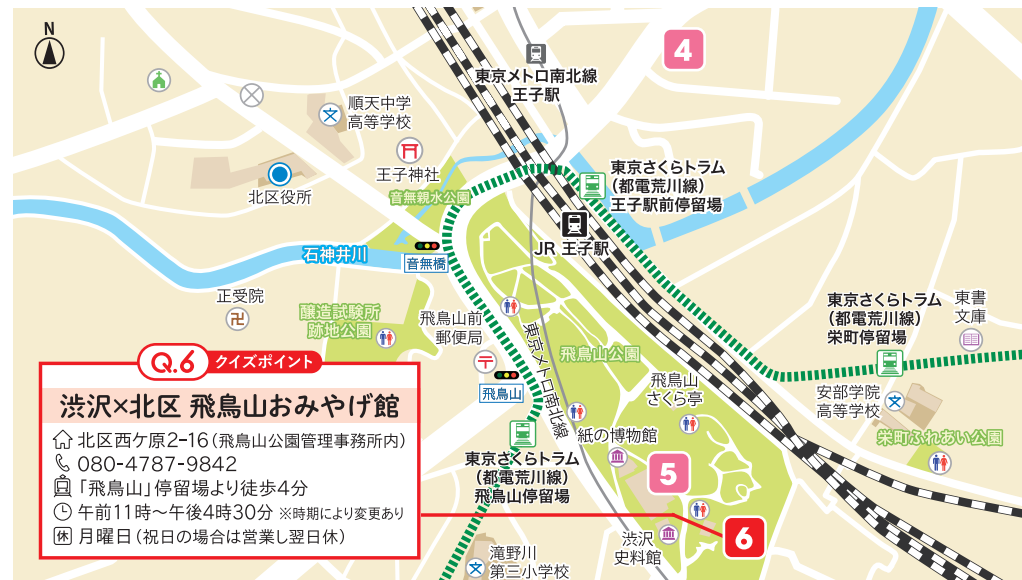 N
4
東京メトロ南北線
王子駅
順天中学
高等学校
王子神社
北区役所
音無親水公園
東京さくらトラム
(都電荒川線)
王子駅前停留場
JR 王子駅
石神井川
音無橋
正受院
醸造試験所
跡地公園
飛鳥山前
郵便局
飛鳥山
東京メトロ南北線
飛鳥山公園
飛鳥山
さくら亭
東京さくらトラム
(都電荒川線)
栄町停留場
東書
文庫
安部学院
高等学校
栄町ふれあい公園
紙の博物館
5
東京さくらトラム
(都電荒川線)
飛鳥山停留場
渋沢
史料館
6
滝野川
第三小学校
Q.6 クイズポイント
渋沢×北区 飛鳥山おみやげ館
北区西ケ原2-16(飛鳥山公園管理事務所内)
080-4787-9842
「飛鳥山」停留場より徒歩4分
午前11時～午後4時30分 ※時期により変更あり
休 月曜日(祝日の場合は営業し翌日休)